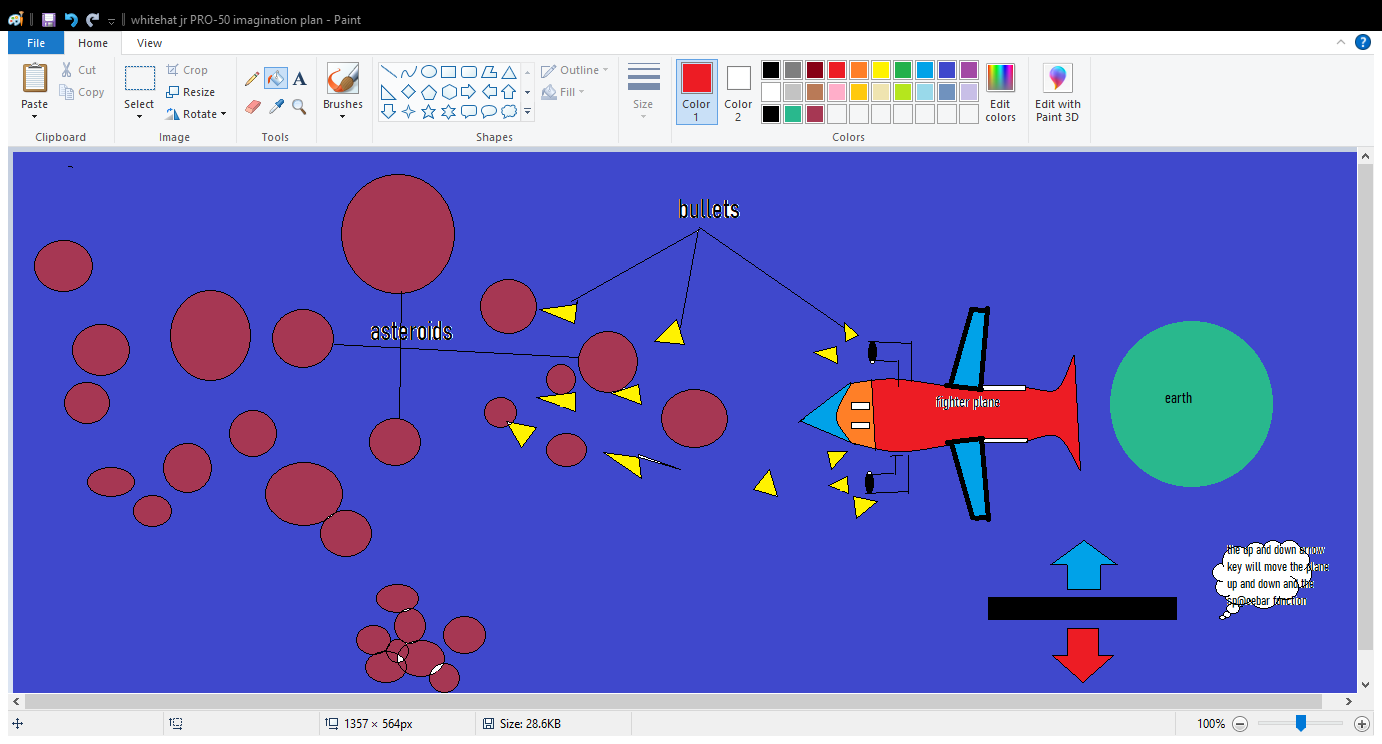 whitehat jr PRO-50 imagination plan - Paint
File Home View
Paste
Cut
Copy
Clipboard
Select
Crop
Resize
Rotate
Image
A
Tools
Brushes
Shapes
Outline
Fill
Size
Color 1
Color 2
Colors
Edit colors
Edit with Paint 3D
bullets
asteroids
fighter plane
earth
the up and down arrow
key will move the plane
up and down and the
function
1357 × 564px
Size: 28.6KB
100%